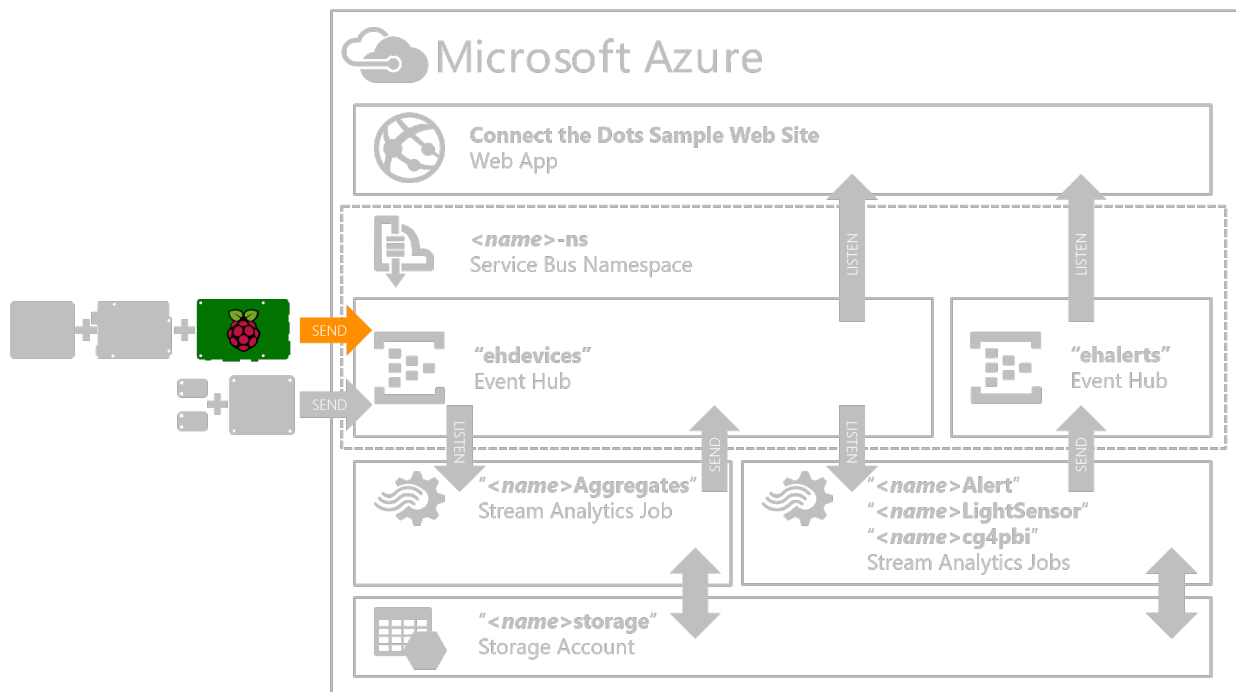 Microsoft Azure
Connect the Dots Sample Web Site
Web App
<name>-ns
Service Bus Namespace
LISTEN
LISTEN
SEND
"ehdevices"
Event Hub
"ehalerts"
Event Hub
SEND
LISTEN
SEND
LISTEN
SEND
"<name>Aggregates"
Stream Analytics Job
"<name>Alert"
"<name>LightSensor"
"<name>cg4pbi"
Stream Analytics Jobs
"<name>storage"
Storage Account